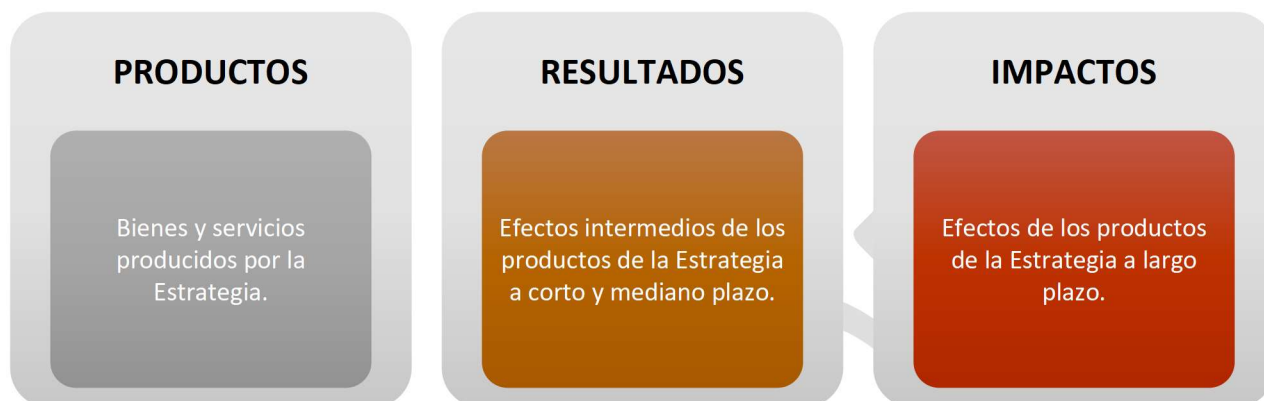 PRODUCTOS
Bienes y servicios
producidos por la
Estrategia.
RESULTADOS
Efectos intermedios de los
productos de la Estrategia
a corto y mediano plazo.
IMPACTOS
Efectos de los productos
de la Estrategia a largo
plazo.